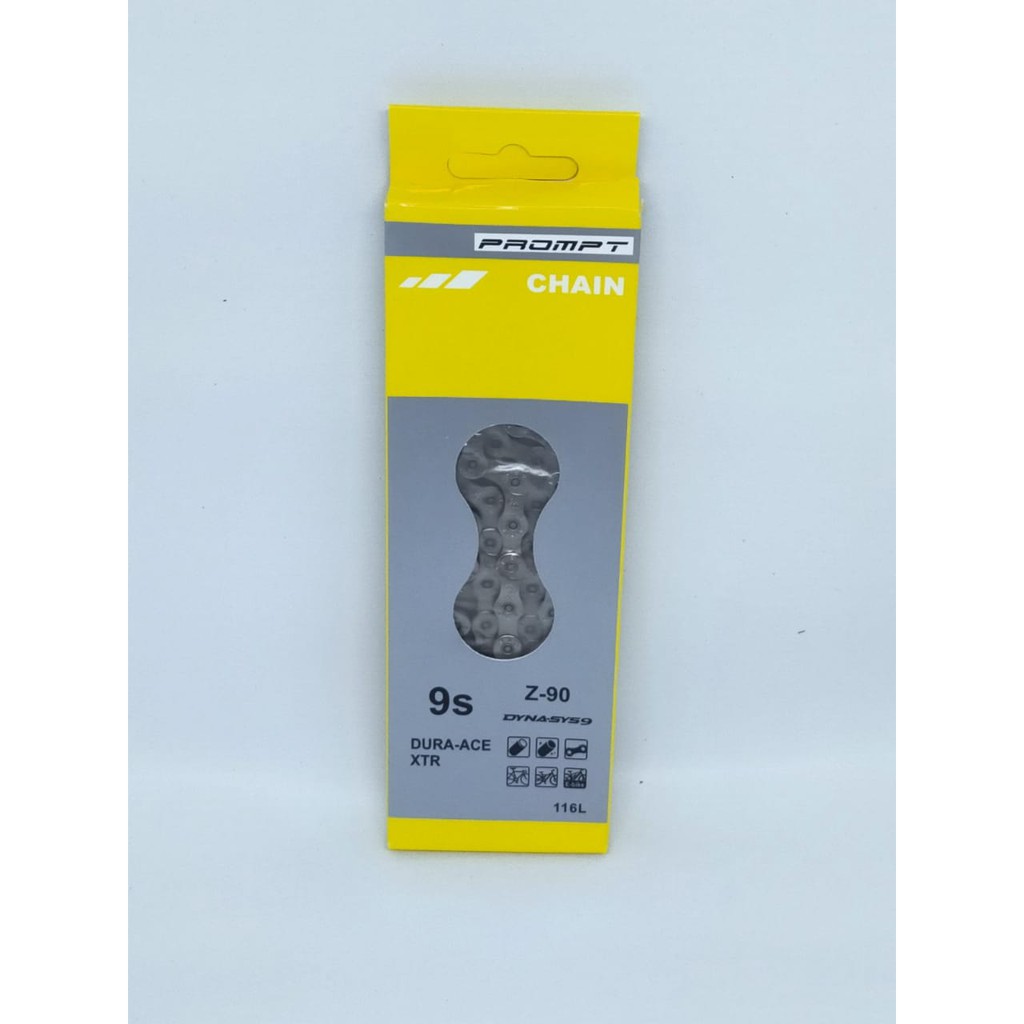 PROMPT
CHAIN
9s
Z-90
DYNA-SYS9
DURA-ACE
XTR
116L